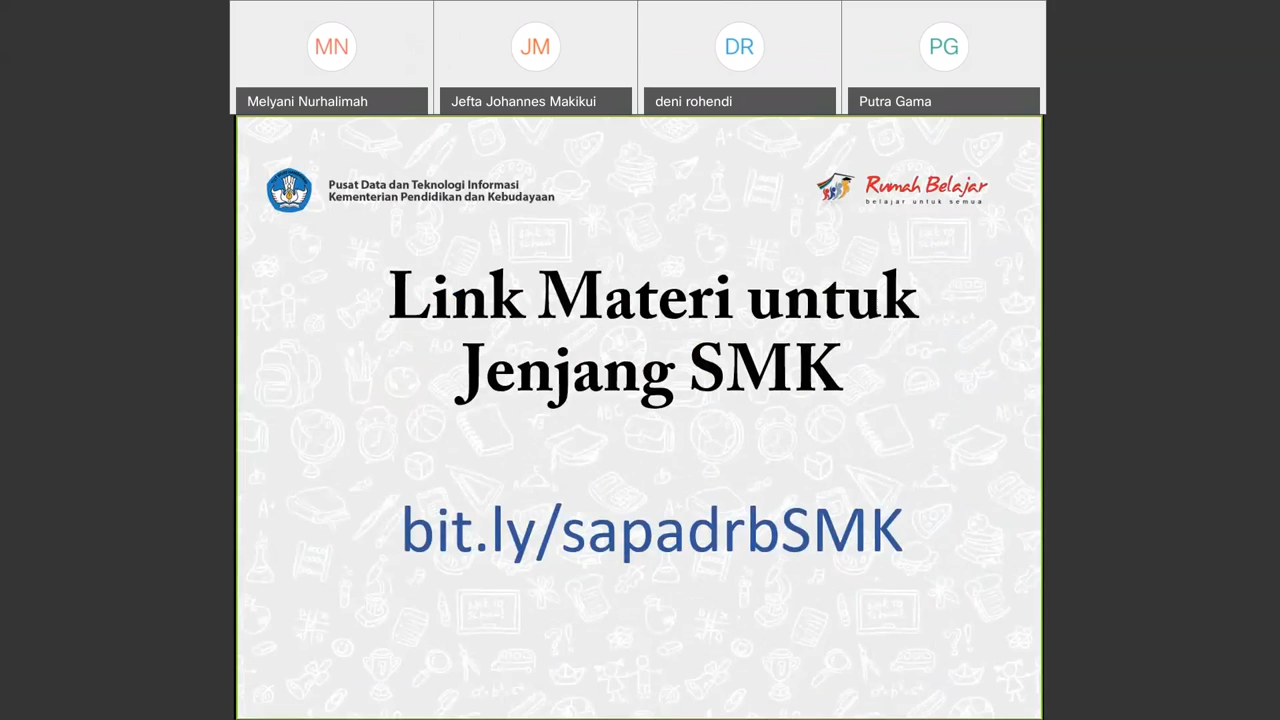 MN
JM
DR
PG
Melyani Nurhalimah
Jefta Johannes Makikui
deni rohendi
Putra Gama
Pusat Data dan Teknologi Informasi
Kementerian Pendidikan dan Kebudayaan
Rumah Belajar
belajar untuk semua
Link Materi untuk
Jenjang SMK
bit.ly/sapadrbSMK